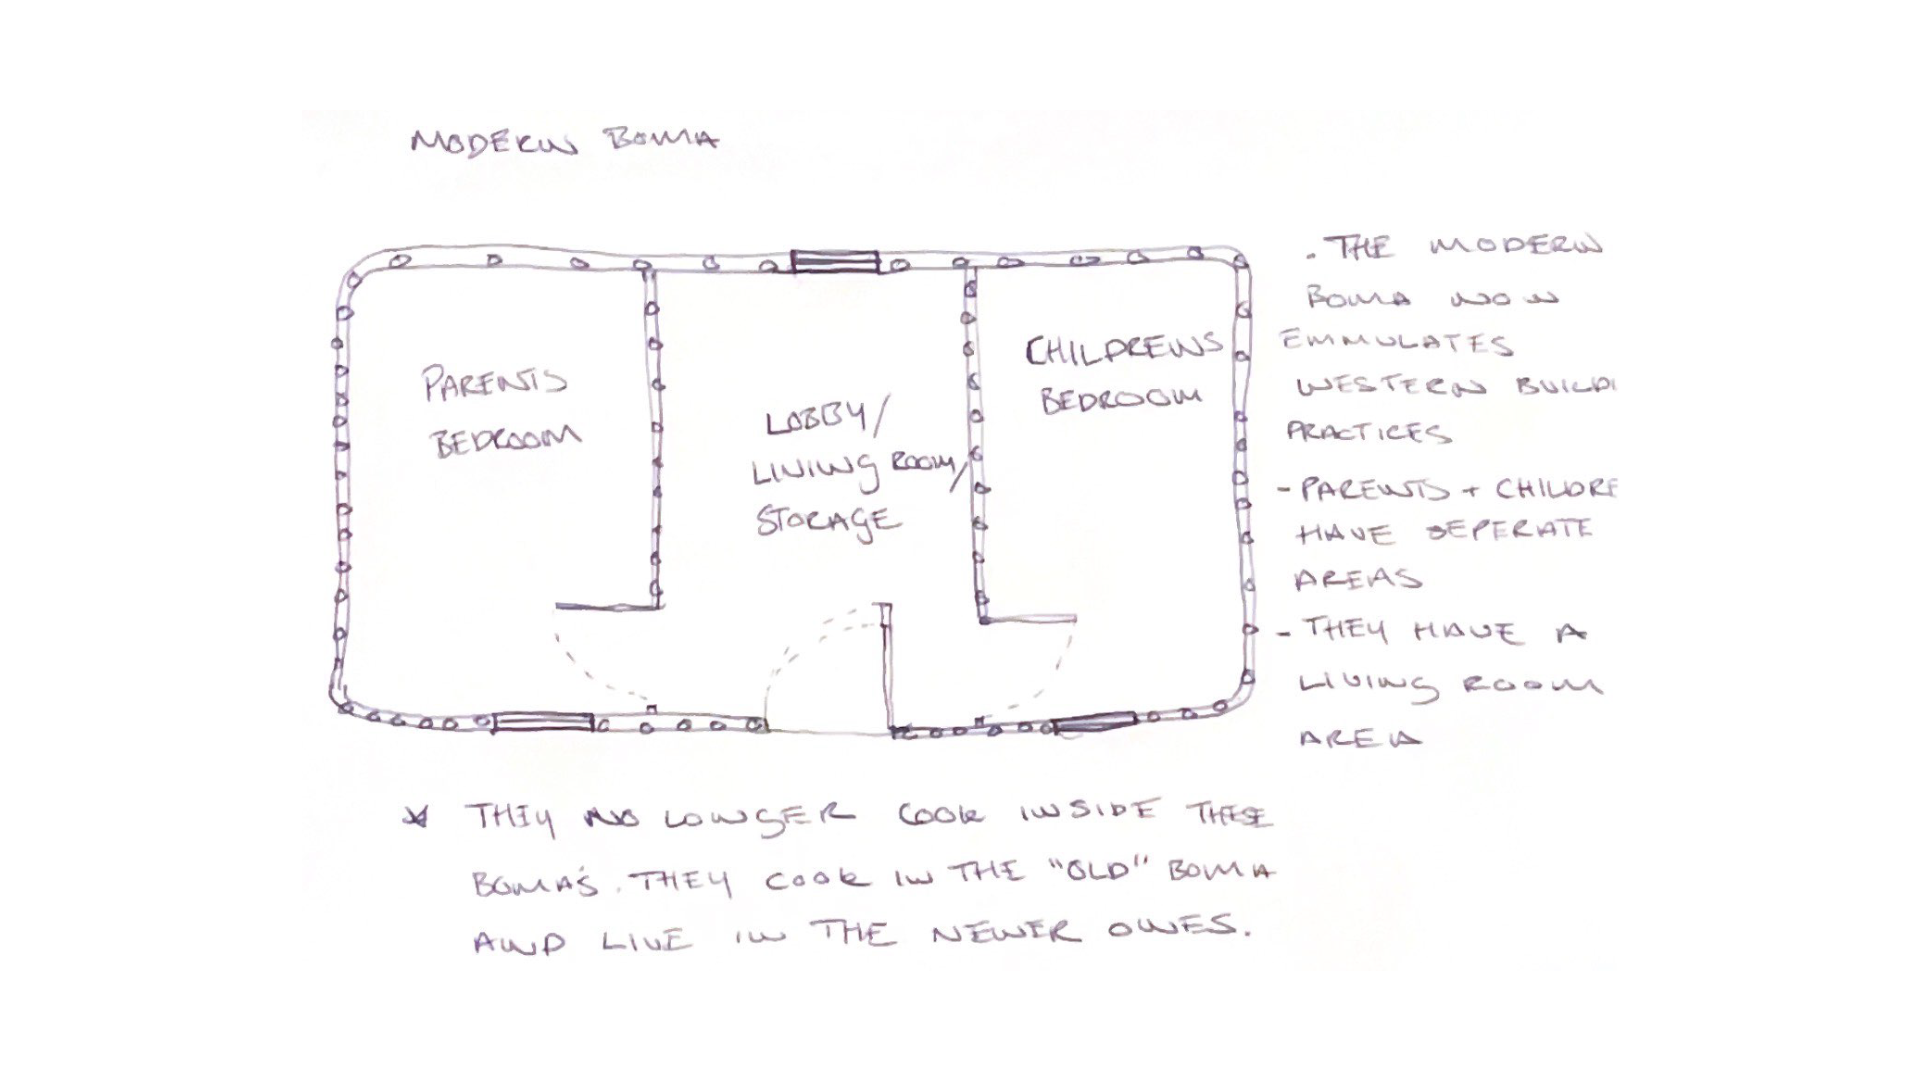 MODERN BOMA
. THE MODERN
BOMA NOW
EMMULATES
WESTERN BUILDI
PRACTICES
- PARENTS + CHILDRE
HAVE SEPERATE
AREAS
- THEY HAVE A
LIVING ROOM
AREA
PARENTS
BEDROOM
LOBBY/
LIVING ROOM/
STORAGE
CHILDRENS
BEDROOM
* THEY NO LONGER COOK INSIDE THESE
BOMA'S. THEY COOK IN THE "OLD" BOMA
AND LIVE IN THE NEWER ONES.